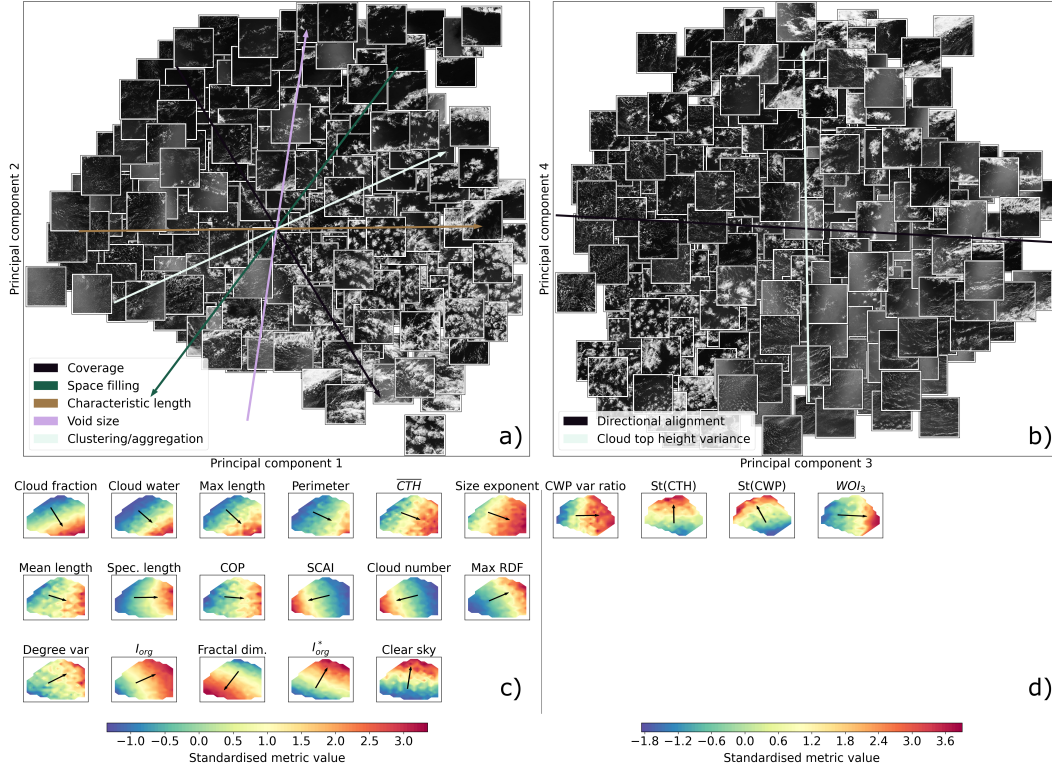 Principal component 2
Coverage
Space filling
Characteristic length
Void size
Clustering/aggregation
a)
Principal component 1
Principal component 4
Directional alignment
Cloud top height variance
b)
Principal component 3
Cloud fraction Cloud water Max length Perimeter CTH Size exponent CWP var ratio St(CTH) St(CWP) WOI3
Mean length Spec. length COP SCAI Cloud number Max RDF
Degree var Iorg Fractal dim. I*org Clear sky
c) d)
−1.0 0.0 0.5 0.0 1.0 1.5 2.0 2.5 3.0
Standardised metric value
−1.8 −1.2 −0.6 0.0 0.6 1.2 1.8 2.4 3.0 3.6
Standardised metric value